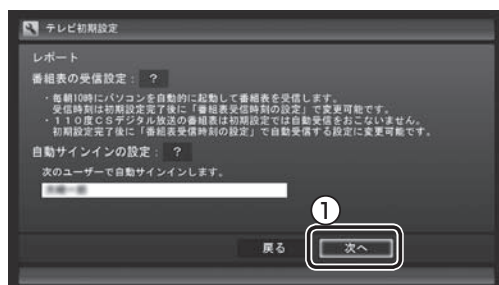 テレビ初期設定
レポート
番組表の受信設定： ？
・毎朝10時にパソコンを自動的に起動して番組表を受信します。
受信時刻は初期設定完了後に「番組表受信時刻の設定」で変更可能です。
・110度CSデジタル放送の番組表は初期設定では自動受信をおこないません。
初期設定完了後に「番組表受信時刻の設定」で自動受信する設定に変更可能です。
自動サインインの設定： ？
次のユーザーで自動サインインします。
①
戻る 次へ